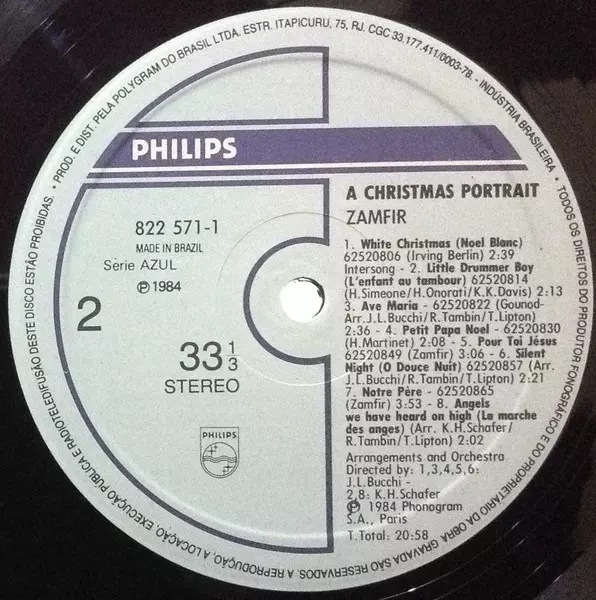 • PROD. E DIST. PELA POLYGRAM DO BRASIL LTDA. ESTR. ITAPICURU, 75, RJ. CGC 33.177.411/0003-78. - INDÚSTRIA BRASILEIRA • TODOS OS DIREITOS DO PRODUTOR FONOGRÁFICO E DO PROPRIETÁRIO DA OBRA GRAVADA SÃO RESERVADOS. A REPRODUÇÃO, A LOCAÇÃO, EXECUÇÃO PÚBLICA E RADIOTELEDIFUSÃO DESTE DISCO ESTÃO PROIBIDAS.
PHILIPS
822 571-1
MADE IN BRAZIL
Série AZUL
℗ 1984
2
33 1/3
STEREO
PHILIPS
A CHRISTMAS PORTRAIT
ZAMFIR
1. White Christmas (Noel Blanc)
62520806 (Irving Berlin) 2:39
Intersong - 2. Little Drummer Boy
(L'enfant au tambour) 62520814
(H.Simeone/H.Onorati/K.K.Davis) 2:13
3. Ave Maria - 62520822 (Gounod-
Arr.J.L.Bucchi/R.Tambin/T.Lipton)
2:36 - 4. Petit Papa Noel - 62520830
(H.Martinet) 2:08 - 5. Pour Toi Jésus
62520849 (Zamfir) 3:06 - 6. Silent
Night (O Douce Nuit) 62520857 (Arr.
J.L.Bucchi/R.Tambin/T.Lipton) 2:21
7. Notre Père - 62520865
(Zamfir) 3:53 - 8. Angels
we have heard on high (La marche
des anges) (Arr. K.H.Schafer/
R.Tambin/T.Lipton) 2:02
Arrangements and Orchestra
Directed by: 1,3,4,5,6:
J.L.Bucchi -
2,8: K.H.Schafer
℗ 1984 Phonogram
S.A., Paris
T. Total: 20:58